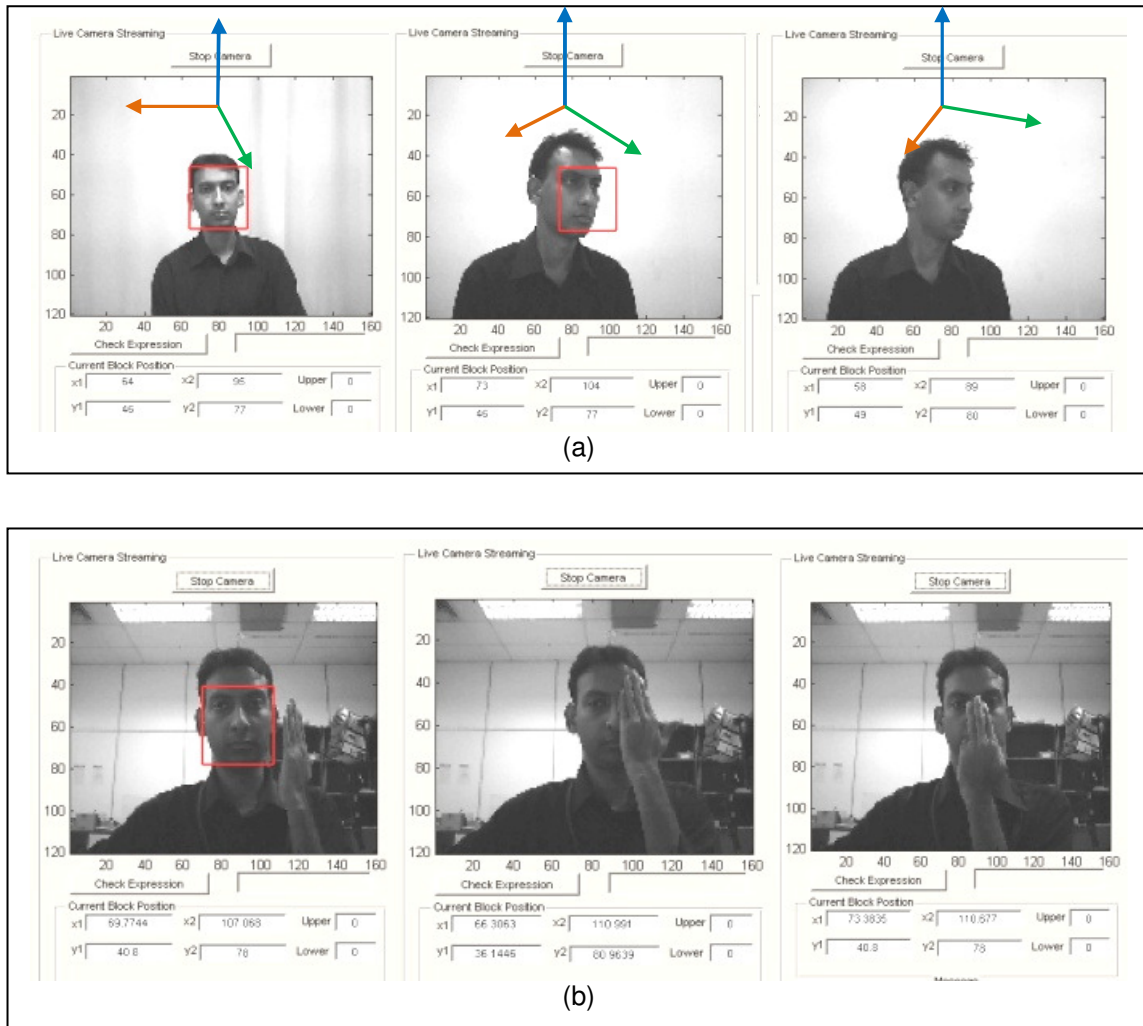 Live Camera Streaming Live Camera Streaming Live Camera Streaming
Stop Camera Stop Camera Stop Camera
20 20 20
40 40 40
60 60 60
80 80 80
100 100 100
120 120 120
20 40 60 80 100 120 140 160 20 40 60 80 100 120 140 160 20 40 60 80 100 120 140 160
Check Expression Check Expression Check Expression
Current Block Position Current Block Position Current Block Position
x1 64 x2 95 Upper 0 x1 73 x2 104 Upper 0 x1 58 x2 89 Upper 0
y1 46 y2 77 Lower 0 y1 46 y2 77 Lower 0 y1 49 y2 80 Lower 0
(a)
Live Camera Streaming Live Camera Streaming Live Camera Streaming
Stop Camera Stop Camera Stop Camera
20 20 20
40 40 40
60 60 60
80 80 80
100 100 100
120 120 120
20 40 60 80 100 120 140 160 20 40 60 80 100 120 140 160 20 40 60 80 100 120 140 160
Check Expression Check Expression Check Expression
Current Block Position Current Block Position Current Block Position
x1 69.7744 x2 107.068 Upper 0 x1 66.3063 x2 110.991 Upper 0 x1 73.3835 x2 110.677 Upper 0
y1 40.8 y2 78 Lower 0 y1 36.1446 y2 80.9639 Lower 0 y1 40.8 y2 78 Lower 0
(b)